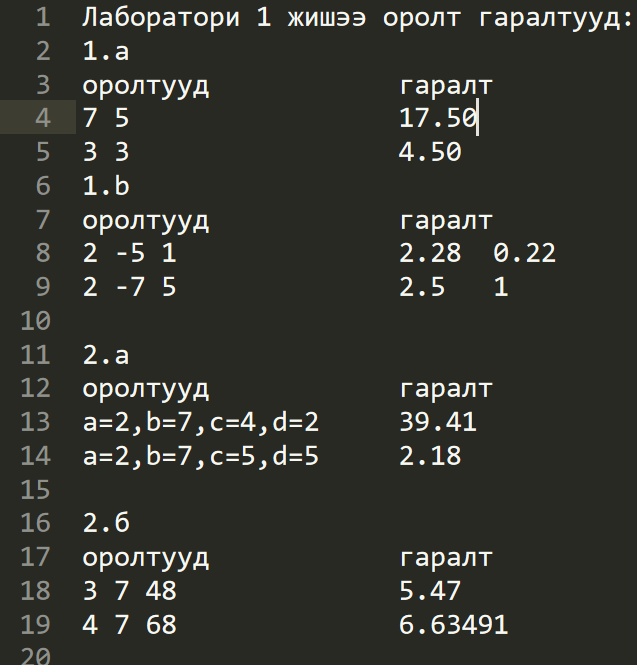 1 Лаборатори 1 жишээ оролт гаралтууд:
2 1.a
3 оролтууд гаралт
4 7 5 17.50
5 3 3 4.50
6 1.b
7 оролтууд гаралт
8 2 -5 1 2.28 0.22
9 2 -7 5 2.5 1
10
11 2.a
12 оролтууд гаралт
13 a=2,b=7,c=4,d=2 39.41
14 a=2,b=7,c=5,d=5 2.18
15
16 2.б
17 оролтууд гаралт
18 3 7 48 5.47
19 4 7 68 6.63491
20